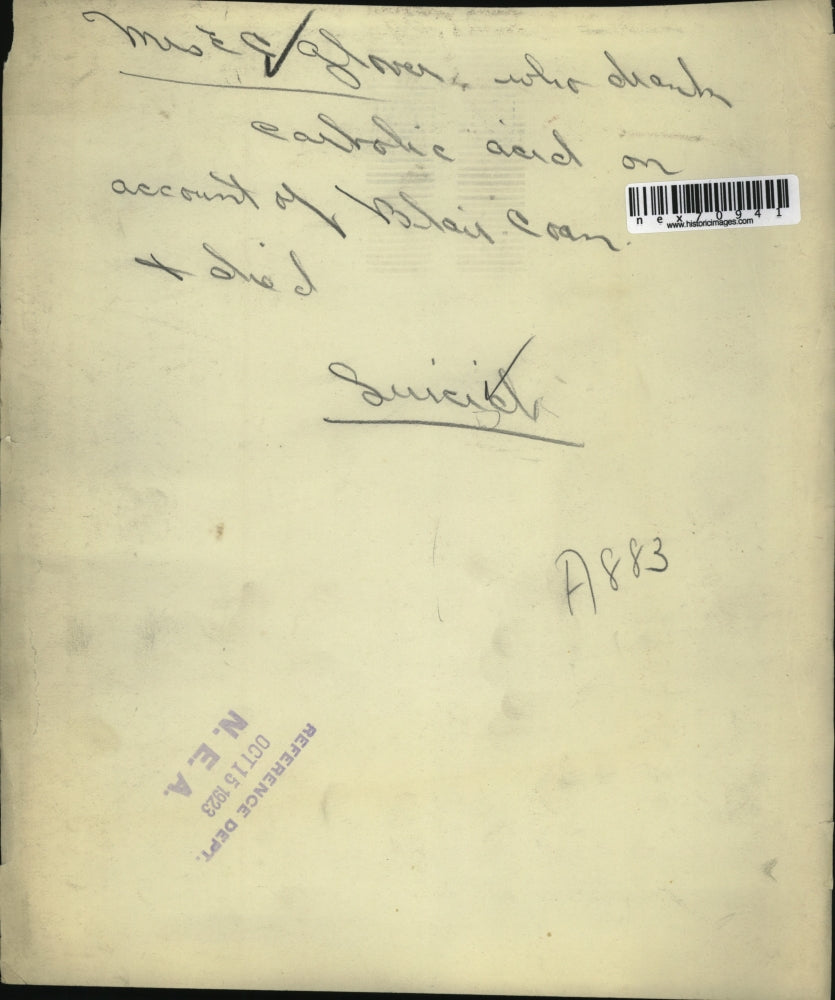 Mrs E G Glover, who drank
carbolic acid on
account of Blair Coan.
+ died
nex70941
www.historicimages.com
Suicide
A883
REFERENCE DEPT.
OCT 15 1923
N. E. A.